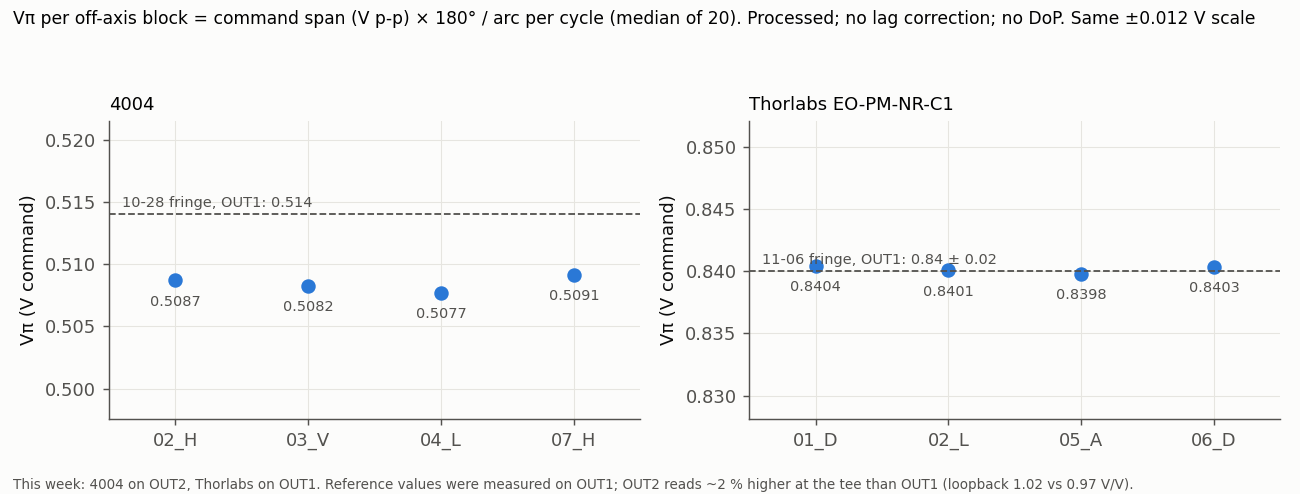 Vπ per off-axis block = command span (V p-p) × 180° / arc per cycle (median of 20). Processed; no lag correction; no DoP. Same ±0.012 V scale
4004
Vπ (V command)
0.520
0.515
0.510
0.505
0.500
10-28 fringe, OUT1: 0.514
0.5087
0.5082
0.5077
0.5091
02_H
03_V
04_L
07_H
Thorlabs EO-PM-NR-C1
Vπ (V command)
0.850
0.845
0.840
0.835
0.830
11-06 fringe, OUT1: 0.84 ± 0.02
0.8404
0.8401
0.8398
0.8403
01_D
02_L
05_A
06_D
This week: 4004 on OUT2, Thorlabs on OUT1. Reference values were measured on OUT1; OUT2 reads ~2 % higher at the tee than OUT1 (loopback 1.02 vs 0.97 V/V).